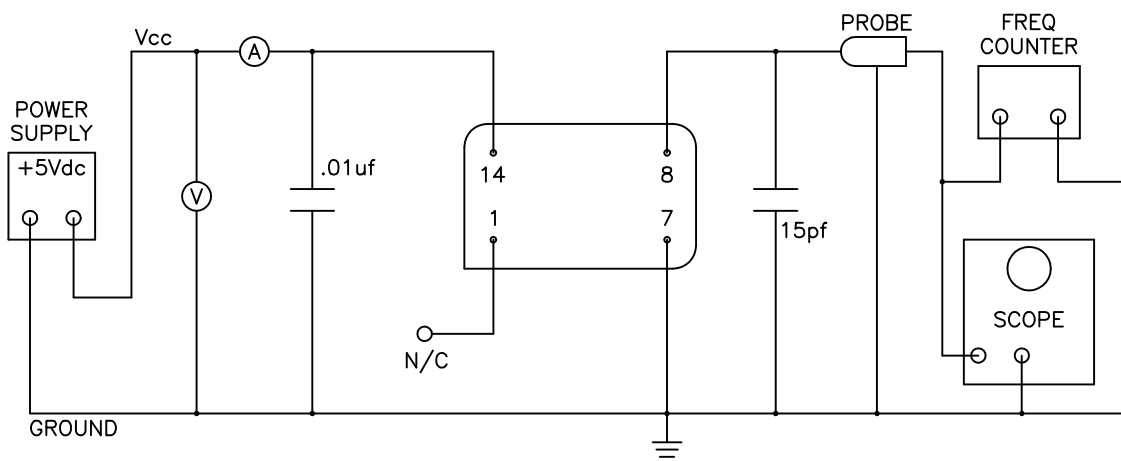 Vcc
A
PROBE
FREQ
COUNTER
POWER
SUPPLY
+5Vdc
.01uf
14
8
V
1
7
15pf
SCOPE
N/C
GROUND